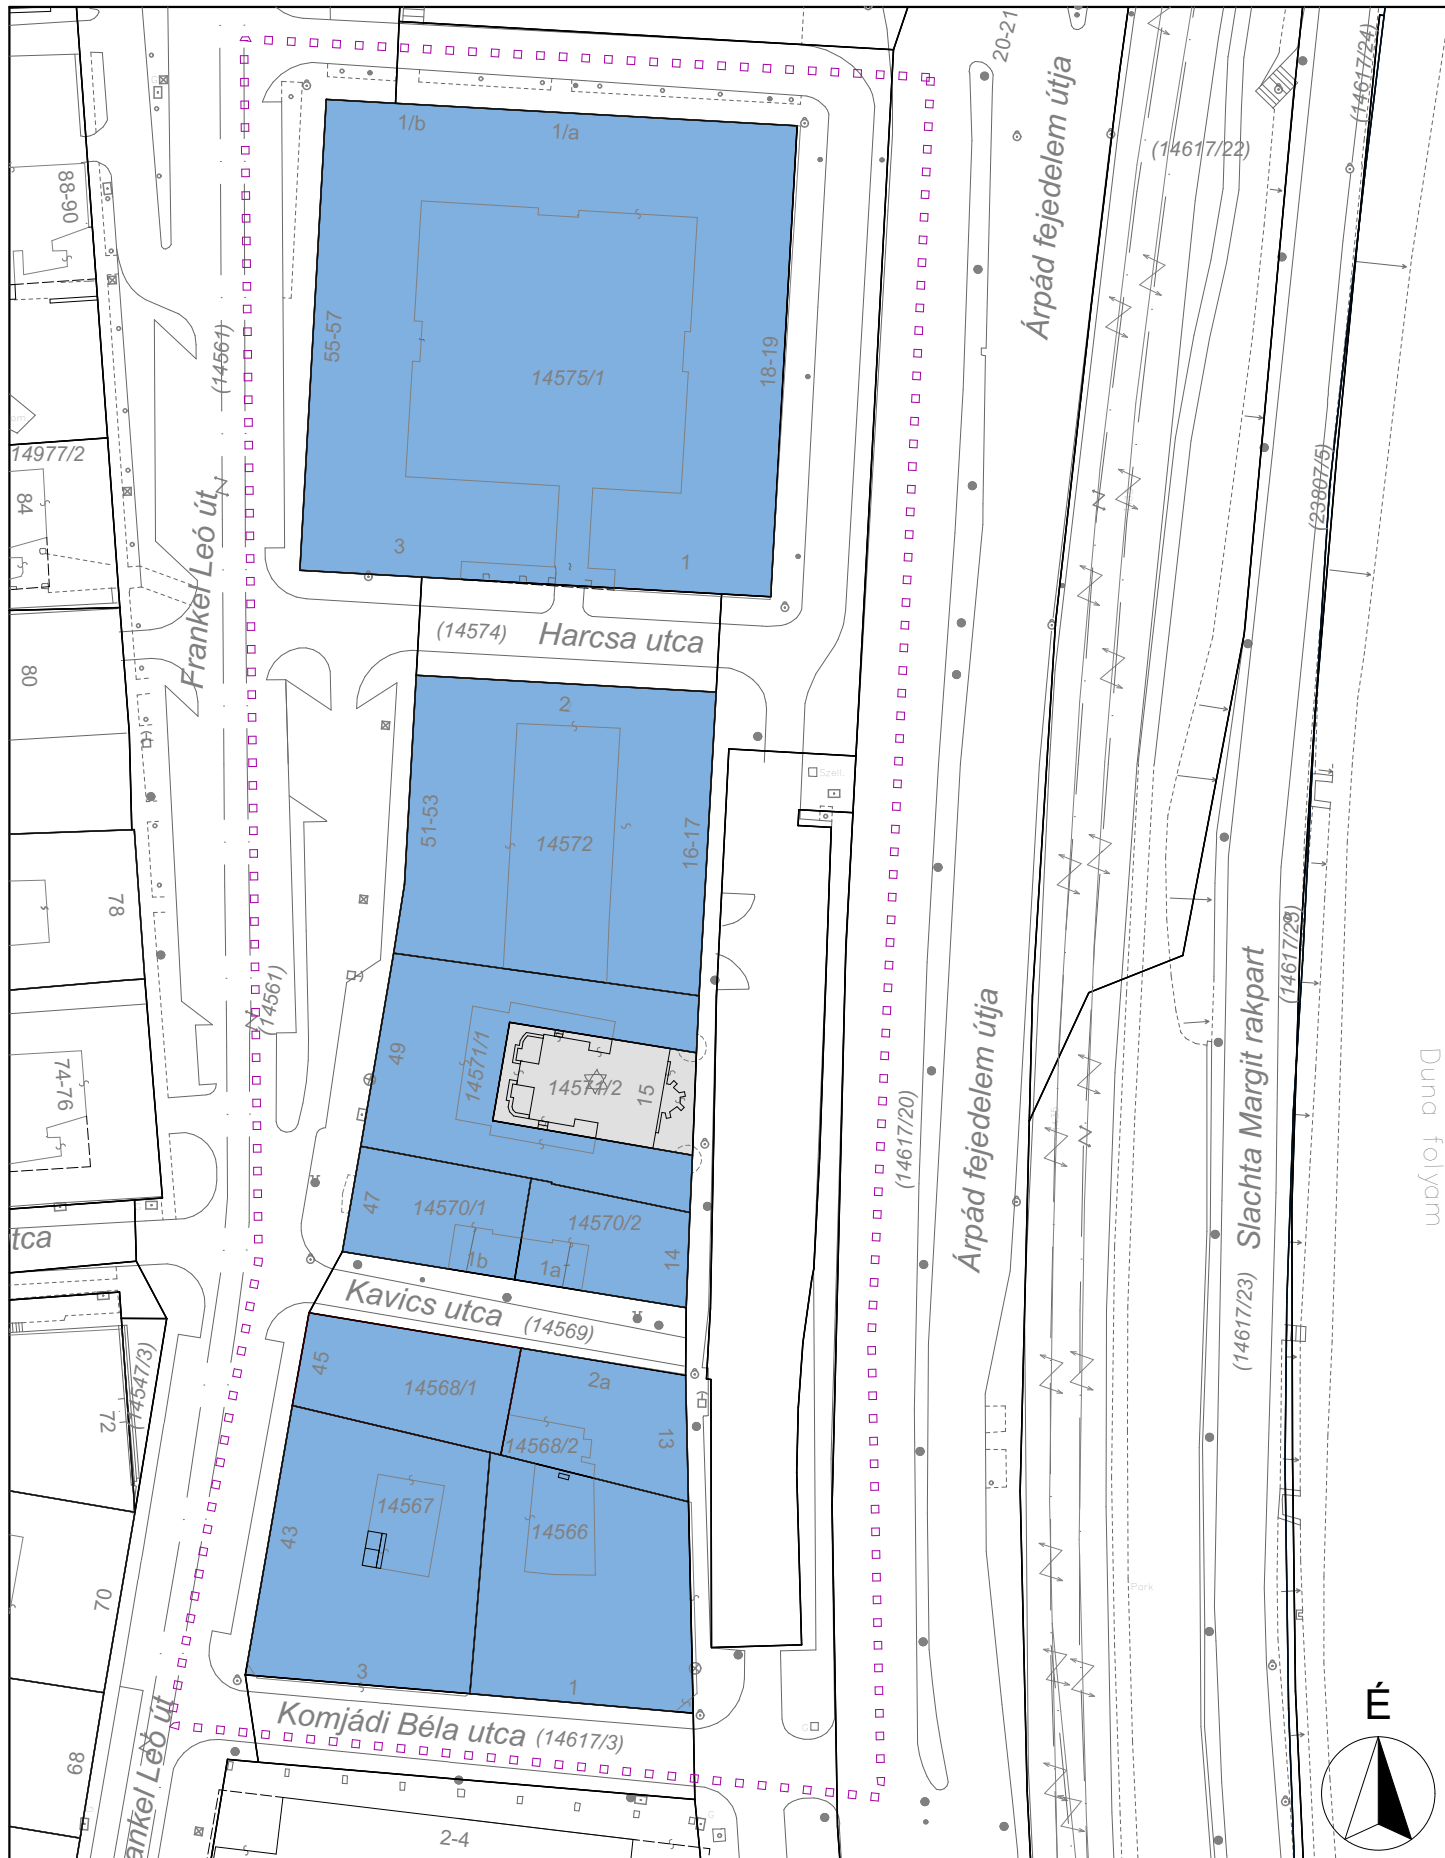 20-21
(14617/24)
Árpád fejedelem útja
1/b
1/a
(14617/22)
88-90
55-57
18-19
(14561)
14575/1
14977/2
84
Frankel Leó út
(23807/5)
3
1
(14574)
Harcsa utca
80
2
Szell.
51-53
14572
16-17
78
(14561)
(14617/25)
49
14571/1
14571/2
15
74-76
Árpád fejedelem útja
Slachta Margit rakpart
Duna folyam
(14617/20)
47
14570/1
14570/2
14
1b
1a
tca
Kavics utca
(14569)
(14617/23)
45
14568/1
2a
(14547/3)
72
14568/2
13
14567
14566
43
70
Park
3
1
Komjádi Béla utca (14617/3)
É
68
ankel Leó út
2-4